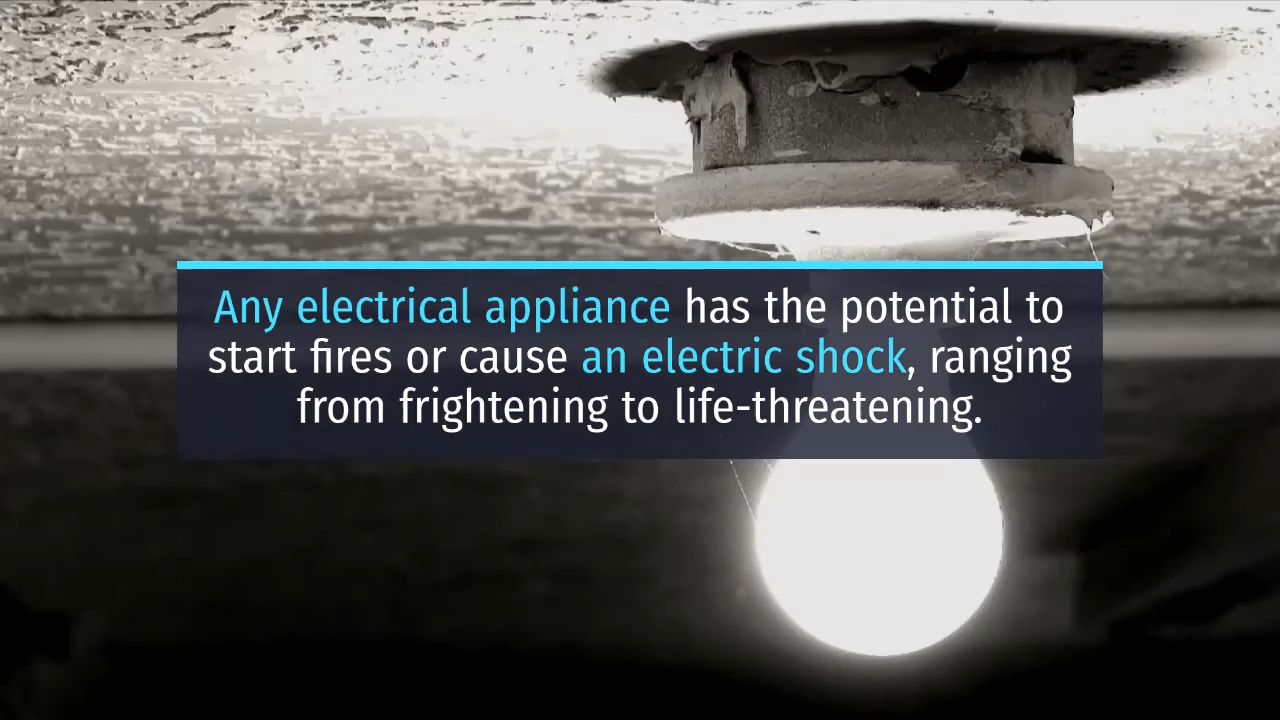 Any electrical appliance has the potential to
start fires or cause an electric shock, ranging
from frightening to life-threatening.